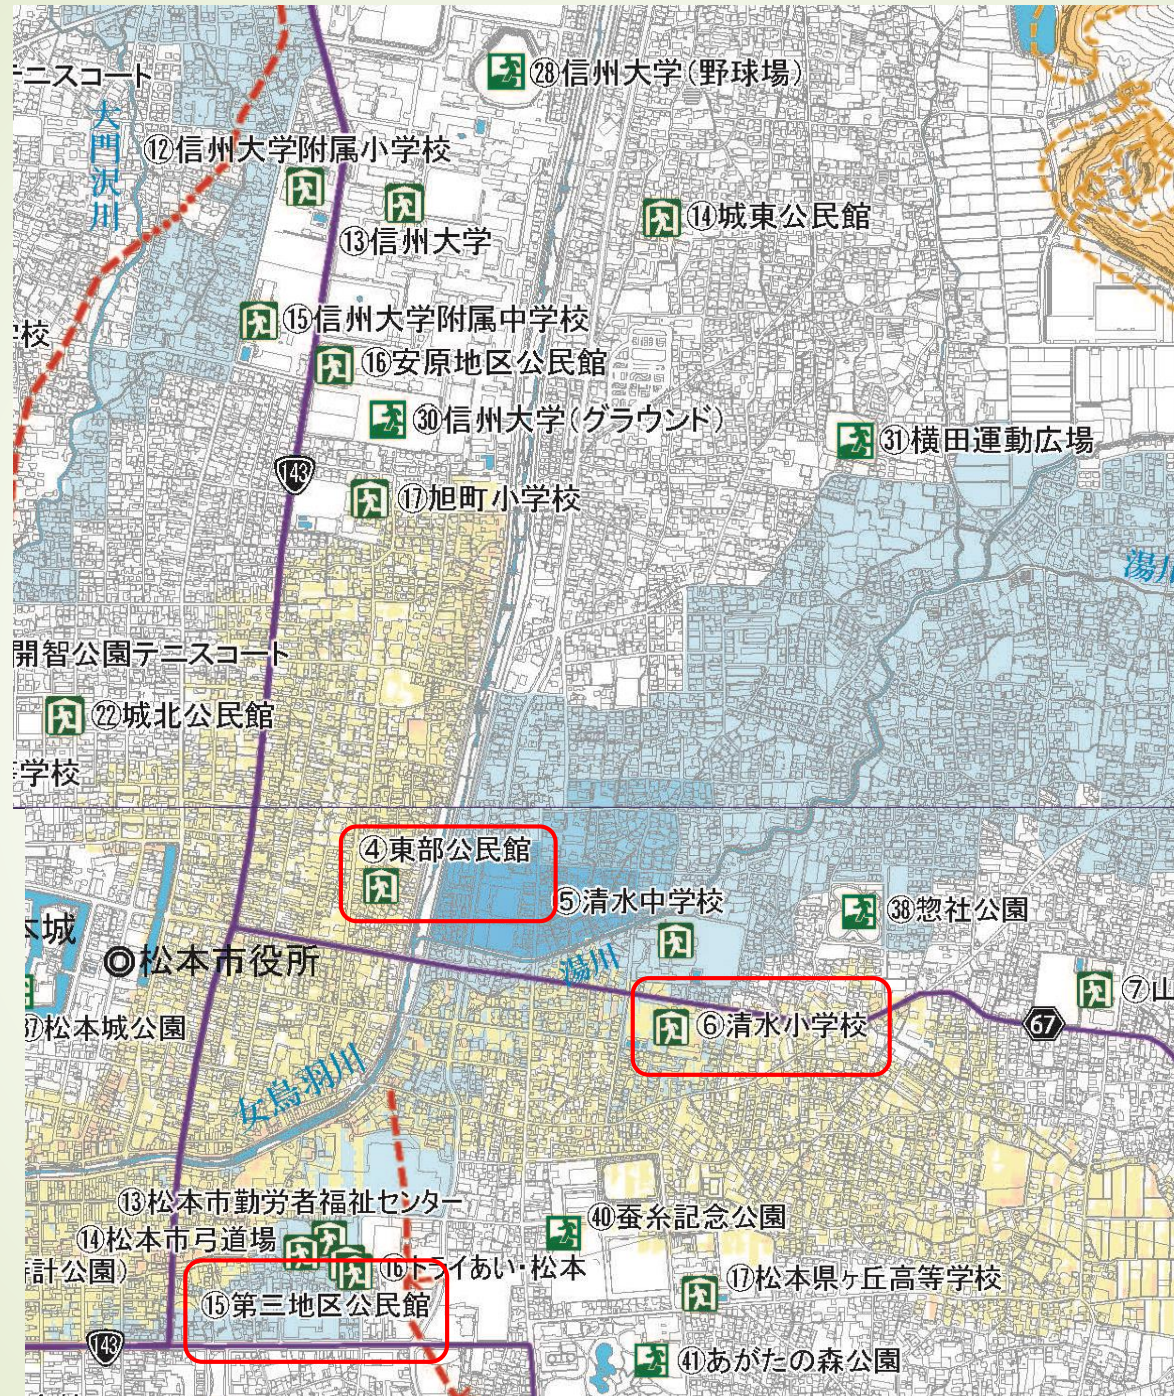 ニスコート
大門沢川
㉘信州大学(野球場)
⑫信州大学附属小学校
⑬信州大学
⑭城東公民館
⑮信州大学附属中学校
校
⑯安原地区公民館
㉚信州大学(グラウンド)
㉛横田運動広場
143
⑰旭町小学校
湯川
開智公園テニスコート
㉒城北公民館
学校
④東部公民館
⑤清水中学校
㊳惣社公園
本城
◎松本市役所
湯川
⑦山
⑥清水小学校
67
㊲松本城公園
女鳥羽川
⑬松本市勤労者福祉センター
⑭松本市弓道場
㊵蚕糸記念公園
計公園)
⑯トライあい・松本
⑰松本県ヶ丘高等学校
⑮第三地区公民館
143
㊶あがたの森公園